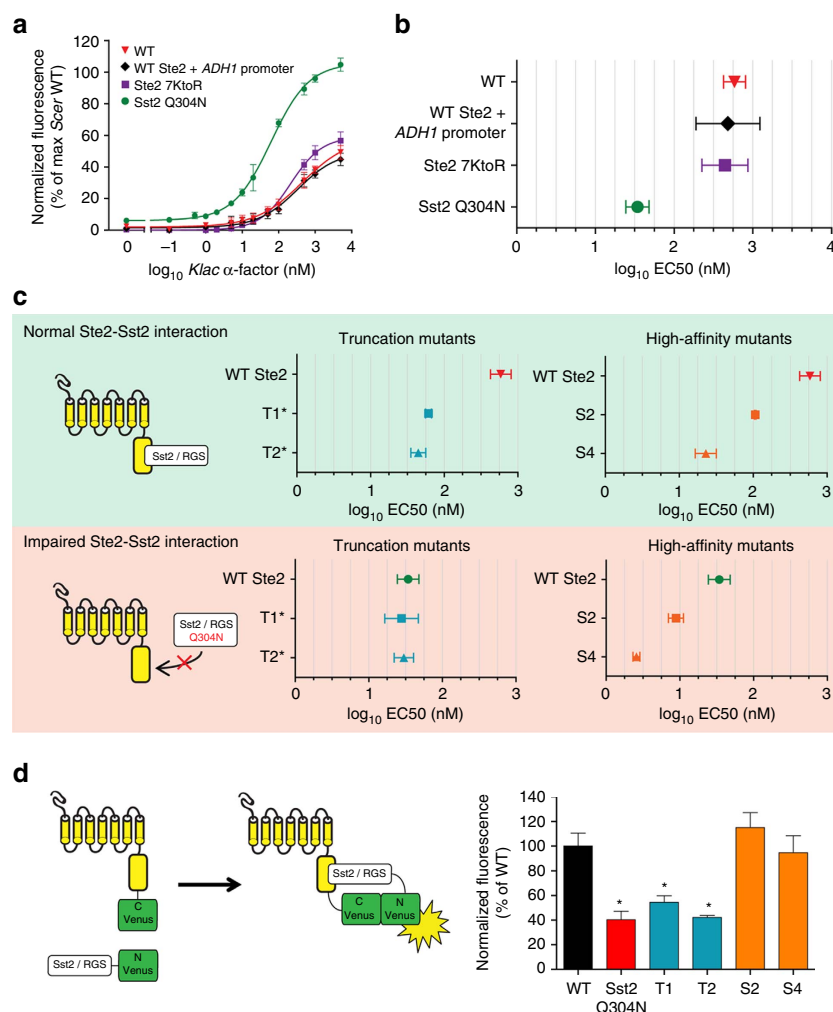 a
Normalized fluorescence
(% of max Scer WT)
120
100
80
60
40
20
0
WT
WT Ste2 + ADH1 promoter
Ste2 7KtoR
Sst2 Q304N
0 −1 0 1 2 3 4
log10 Klac α-factor (nM)
b
WT
WT Ste2 +
ADH1 promoter
Ste2 7KtoR
Sst2 Q304N
0 1 2 3 4
log10 EC50 (nM)
c
Normal Ste2-Sst2 interaction
Sst2 / RGS
Truncation mutants
WT Ste2
T1*
T2*
0 1 2 3
log10 EC50 (nM)
High-affinity mutants
WT Ste2
S2
S4
0 1 2 3
log10 EC50 (nM)
Impaired Ste2-Sst2 interaction
Sst2 / RGS
Q304N
Truncation mutants
WT Ste2
T1*
T2*
0 1 2 3
log10 EC50 (nM)
High-affinity mutants
WT Ste2
S2
S4
0 1 2 3
log10 EC50 (nM)
d
C
Venus
Sst2 / RGS
N
Venus
Sst2 / RGS
C
Venus
N
Venus
Normalized fluorescence
(% of WT)
140
120
100
80
60
40
20
0
* * *
WT Sst2 T1 T2 S2 S4
Q304N